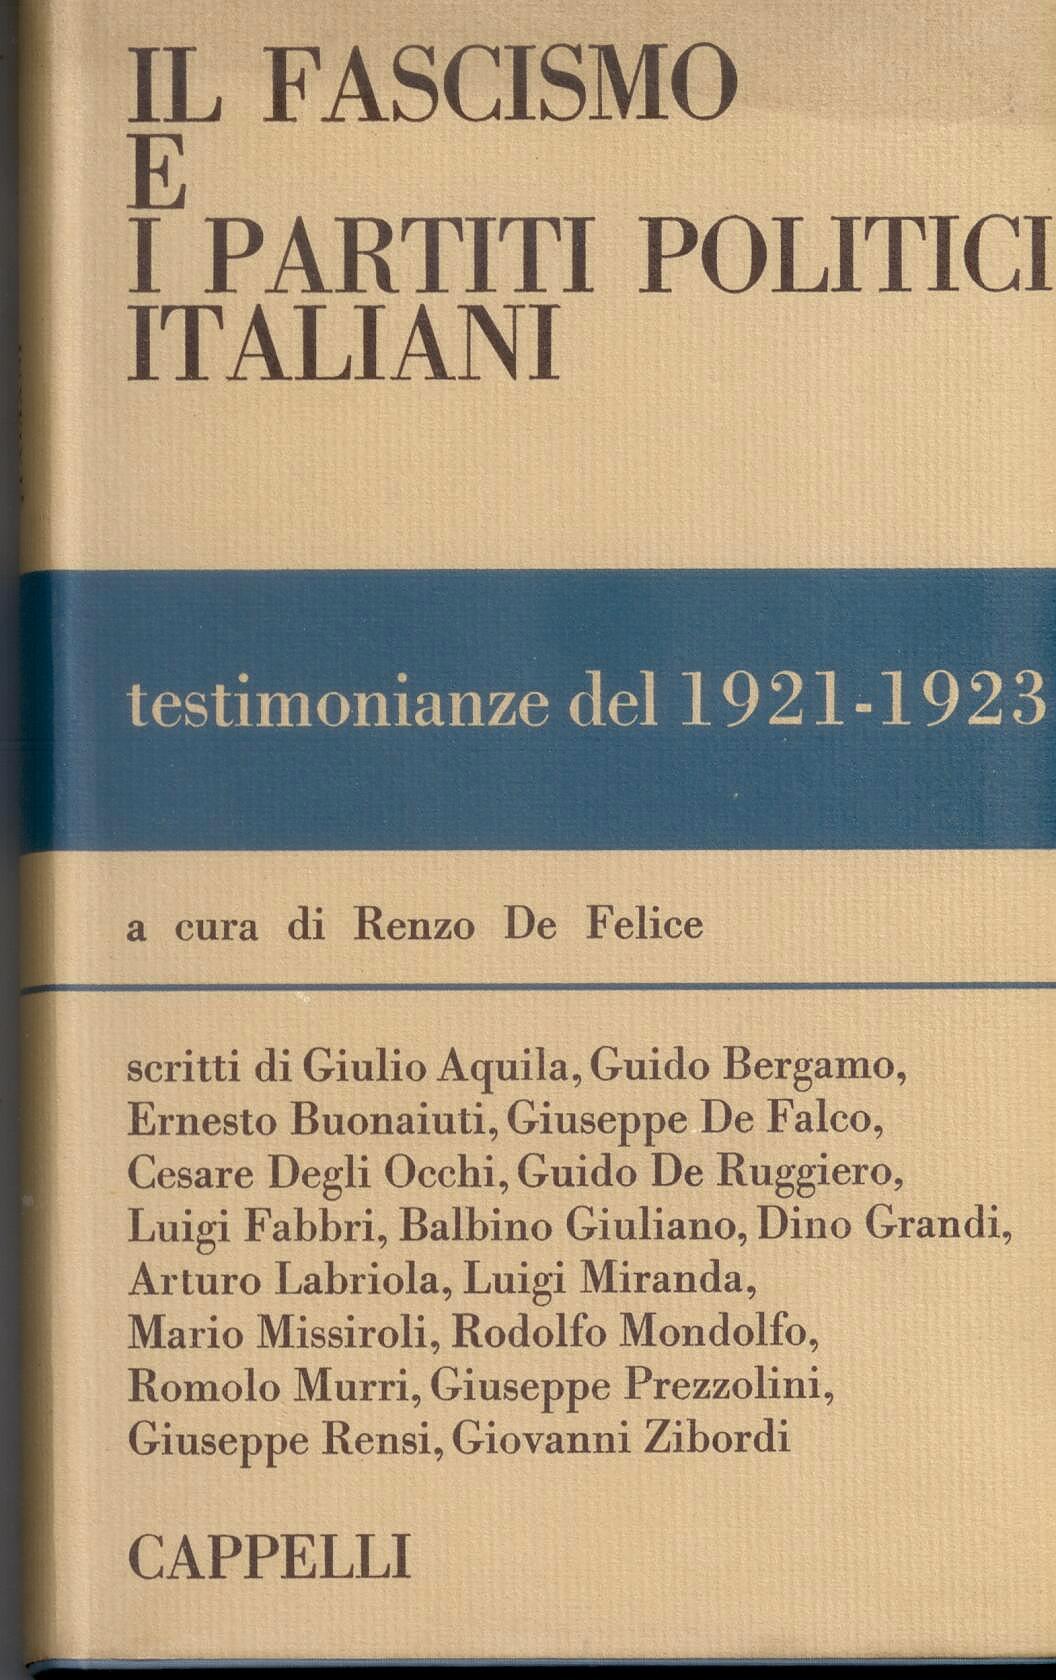 IL FASCISMO
E
I PARTITI POLITICI
ITALIANI
testimonianze del 1921-1923
a cura di Renzo De Felice
scritti di Giulio Aquila, Guido Bergamo,
Ernesto Buonaiuti, Giuseppe De Falco,
Cesare Degli Occhi, Guido De Ruggiero,
Luigi Fabbri, Balbino Giuliano, Dino Grandi,
Arturo Labriola, Luigi Miranda,
Mario Missiroli, Rodolfo Mondolfo,
Romolo Murri, Giuseppe Prezzolini,
Giuseppe Rensi, Giovanni Zibordi
CAPPELLI